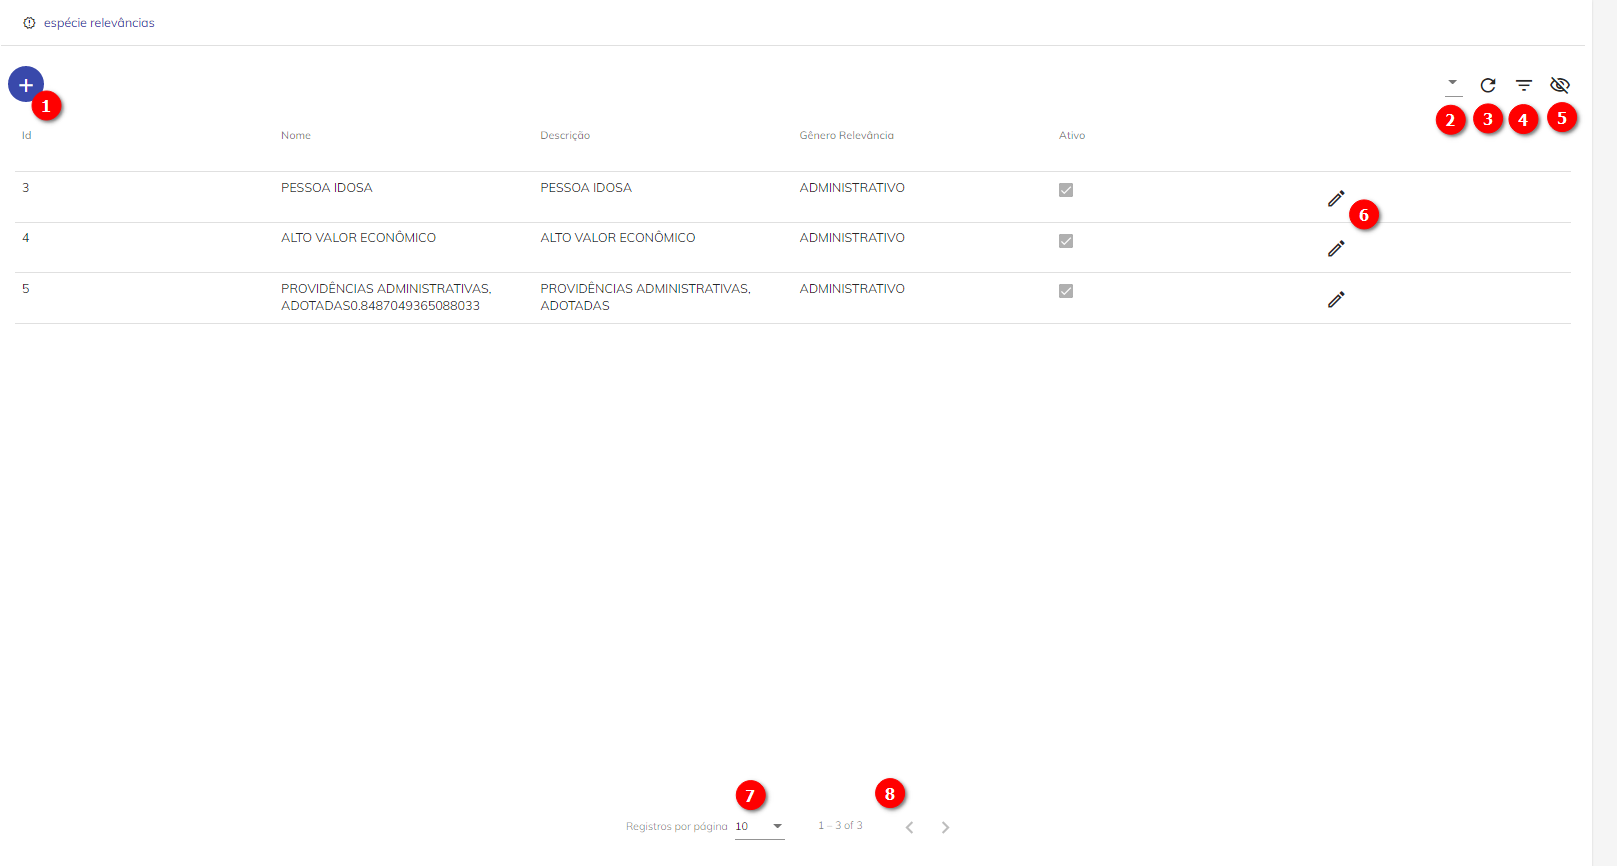 espécie relevâncias
1
2 3 4 5
Id Nome Descrição Gênero Relevância Ativo
3 PESSOA IDOSA PESSOA IDOSA ADMINISTRATIVO
6
4 ALTO VALOR ECONÔMICO ALTO VALOR ECONÔMICO ADMINISTRATIVO
5 PROVIDÊNCIAS ADMINISTRATIVAS, PROVIDÊNCIAS ADMINISTRATIVAS, ADMINISTRATIVO
ADOTADAS0.8487049365088033 ADOTADAS
7 8
Registros por página 10 1 – 3 of 3